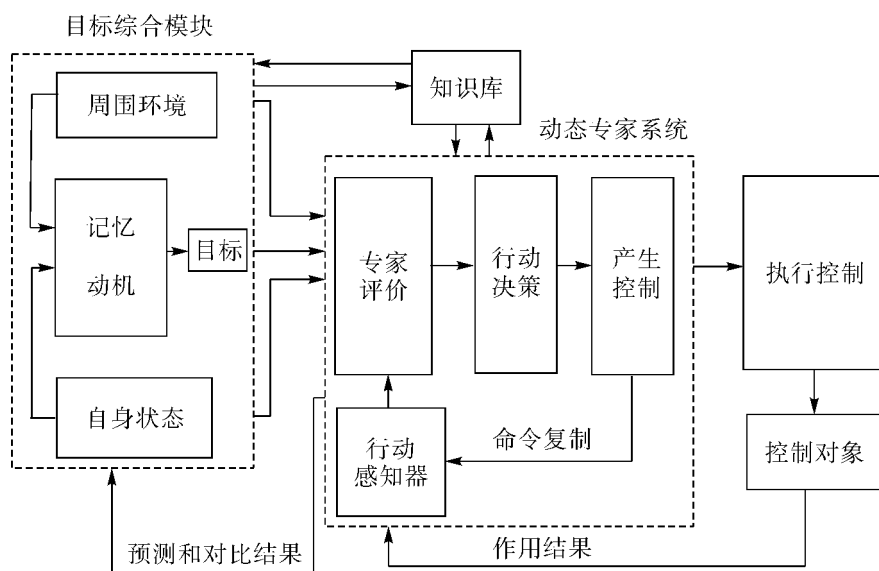 目标综合模块
周围环境
记忆
动机
目标
自身状态
知识库
动态专家系统
专家
评价
行动
决策
产生
控制
执行控制
行动
感知器
命令复制
控制对象
预测和对比结果
作用结果